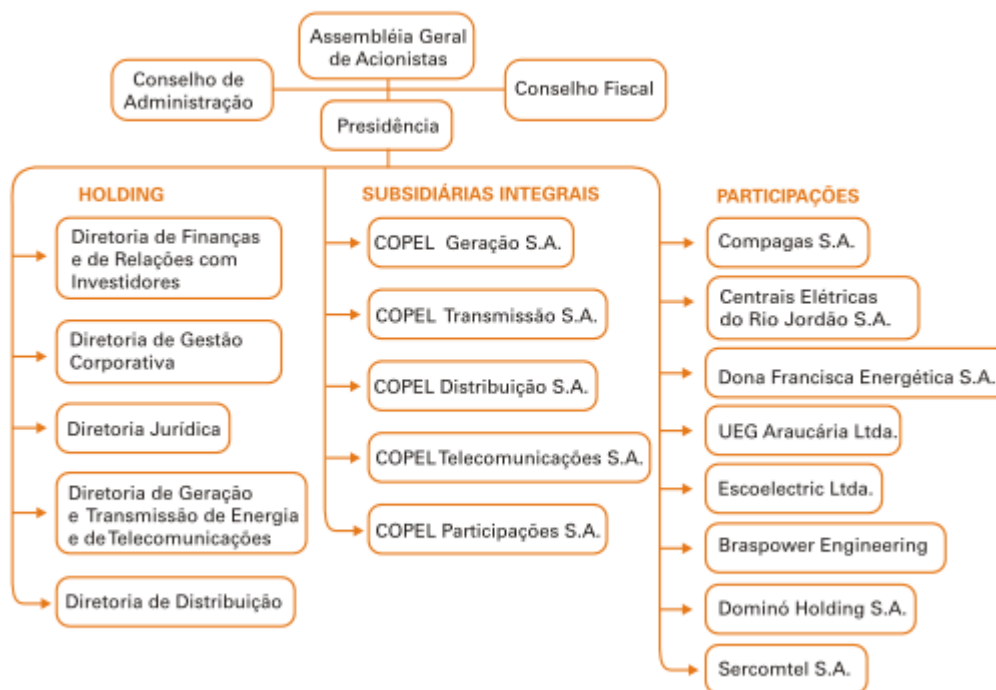 Assembléia Geral
de Acionistas
Conselho de
Administração
Conselho Fiscal
Presidência
HOLDING
Diretoria de Finanças
e de Relações com
Investidores
Diretoria de Gestão
Corporativa
Diretoria Jurídica
Diretoria de Geração
e Transmissão de Energia
e de Telecomunicações
Diretoria de Distribuição
SUBSIDIÁRIAS INTEGRAIS
COPEL Geração S.A.
COPEL Transmissão S.A.
COPEL Distribuição S.A.
COPEL Telecomunicações S.A.
COPEL Participações S.A.
PARTICIPAÇÕES
Compagas S.A.
Centrais Elétricas
do Rio Jordão S.A.
Dona Francisca Energética S.A.
UEG Araucária Ltda.
Escoelectric Ltda.
Braspower Engineering
Dominó Holding S.A.
Sercomtel S.A.